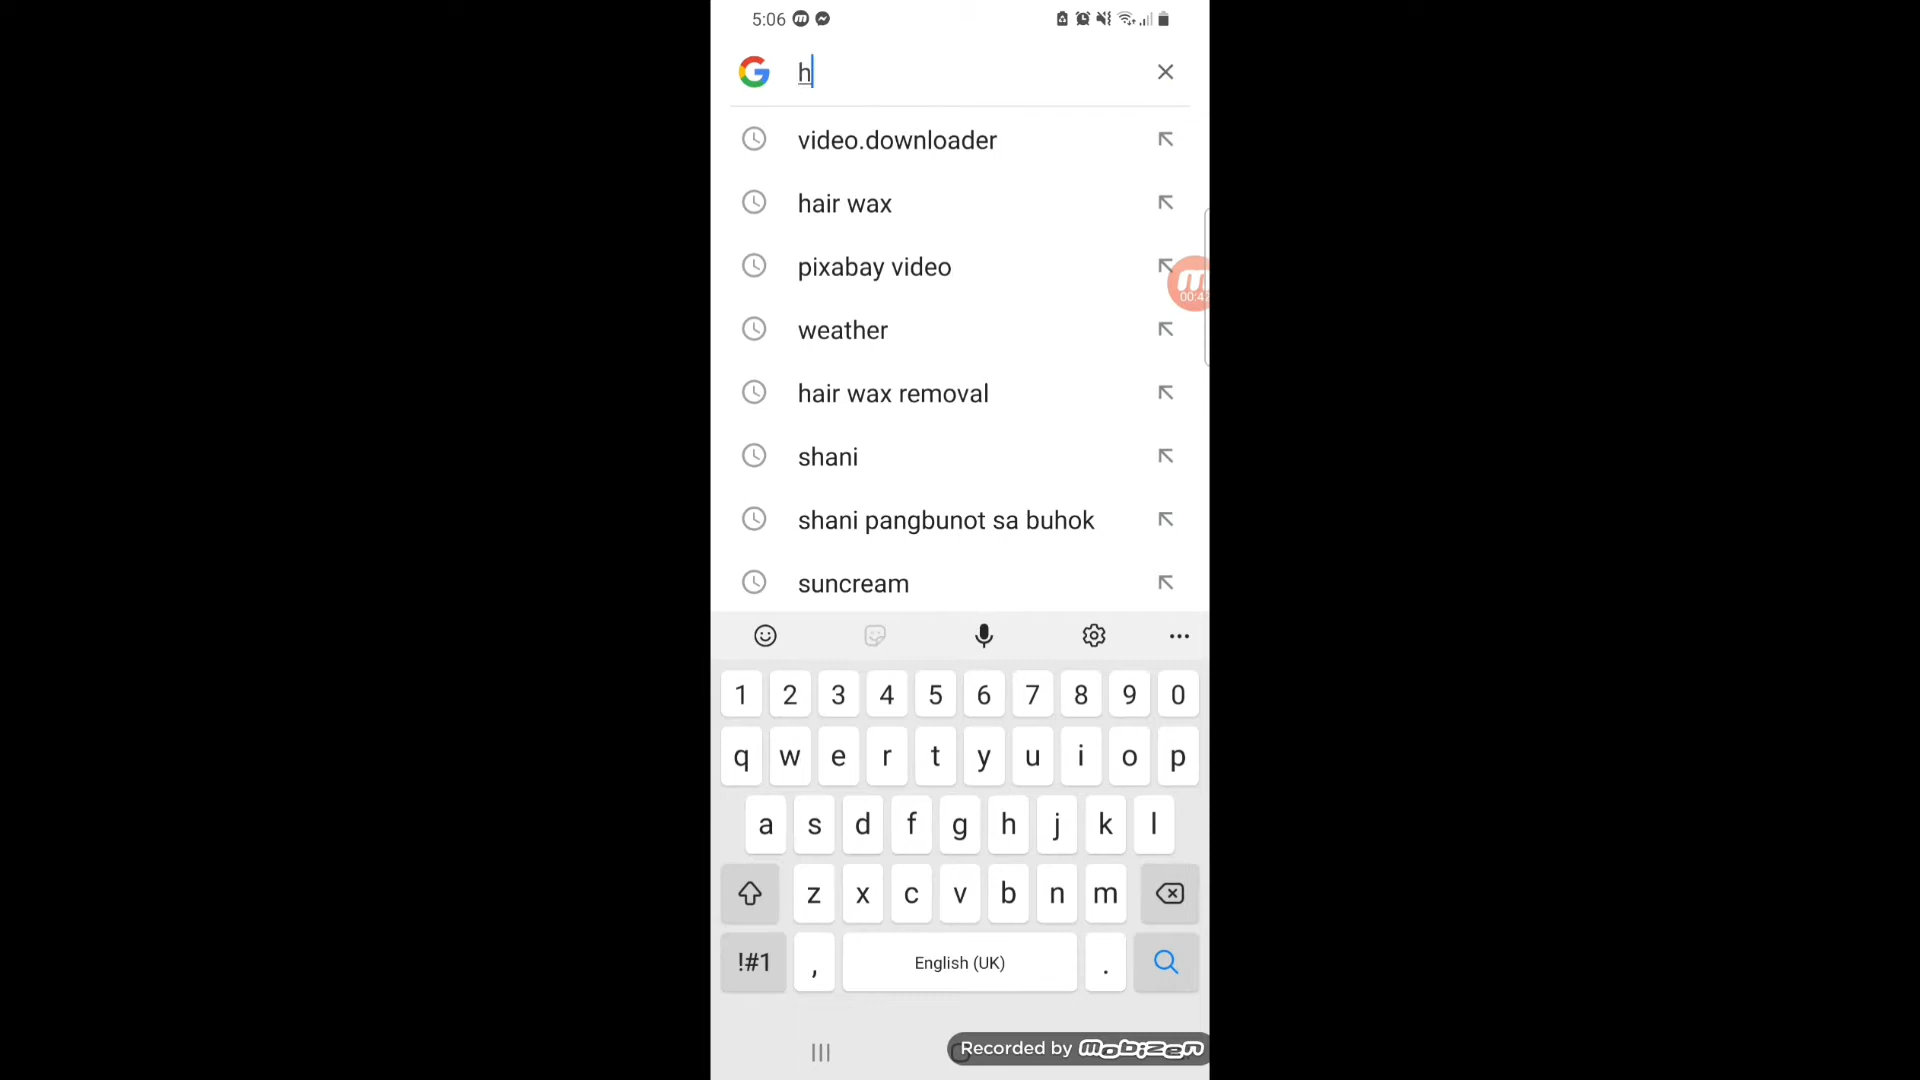 5:06
h
video.downloader
hair wax
pixabay video
weather
hair wax removal
shani
shani pangbunot sa buhok
suncream
1 2 3 4 5 6 7 8 9 0
q w e r t y u i o p
a s d f g h j k l
z x c v b n m
!#1 , English (UK) .
Recorded by mobizen